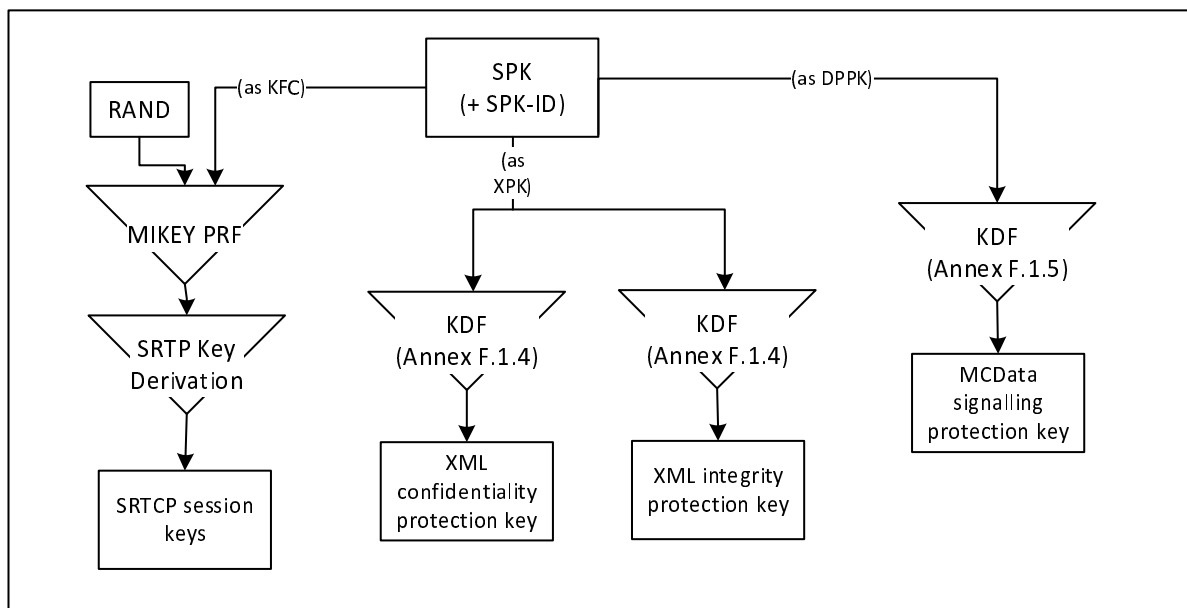 SPK
(+ SPK-ID)
(as KFC)
(as DPPK)
RAND
(as
XPK)
MIKEY PRF
KDF
(Annex F.1.5)
KDF
(Annex F.1.4)
KDF
(Annex F.1.4)
SRTP Key
Derivation
MCData
signalling
protection key
XML
confidentiality
protection key
XML integrity
protection key
SRTCP session
keys